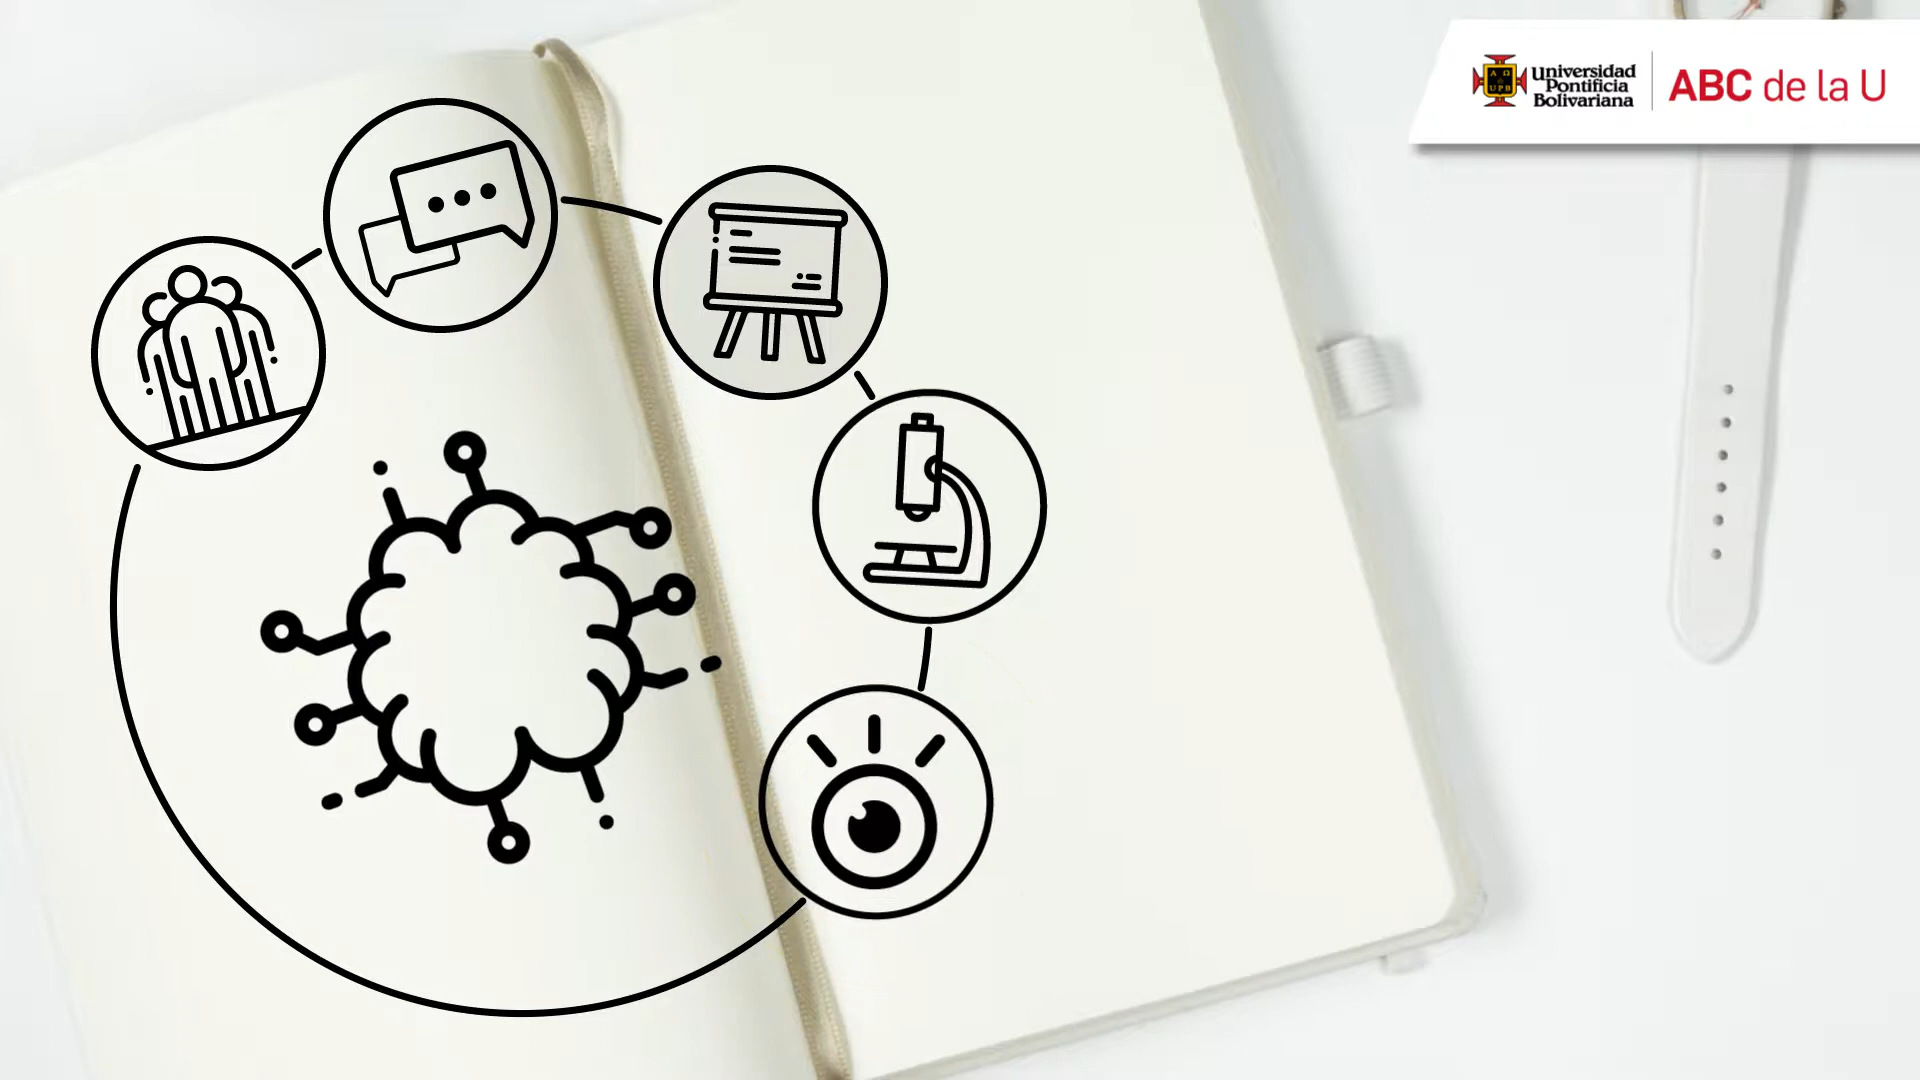 Universidad
Pontificia
Bolivariana
ABC de la U